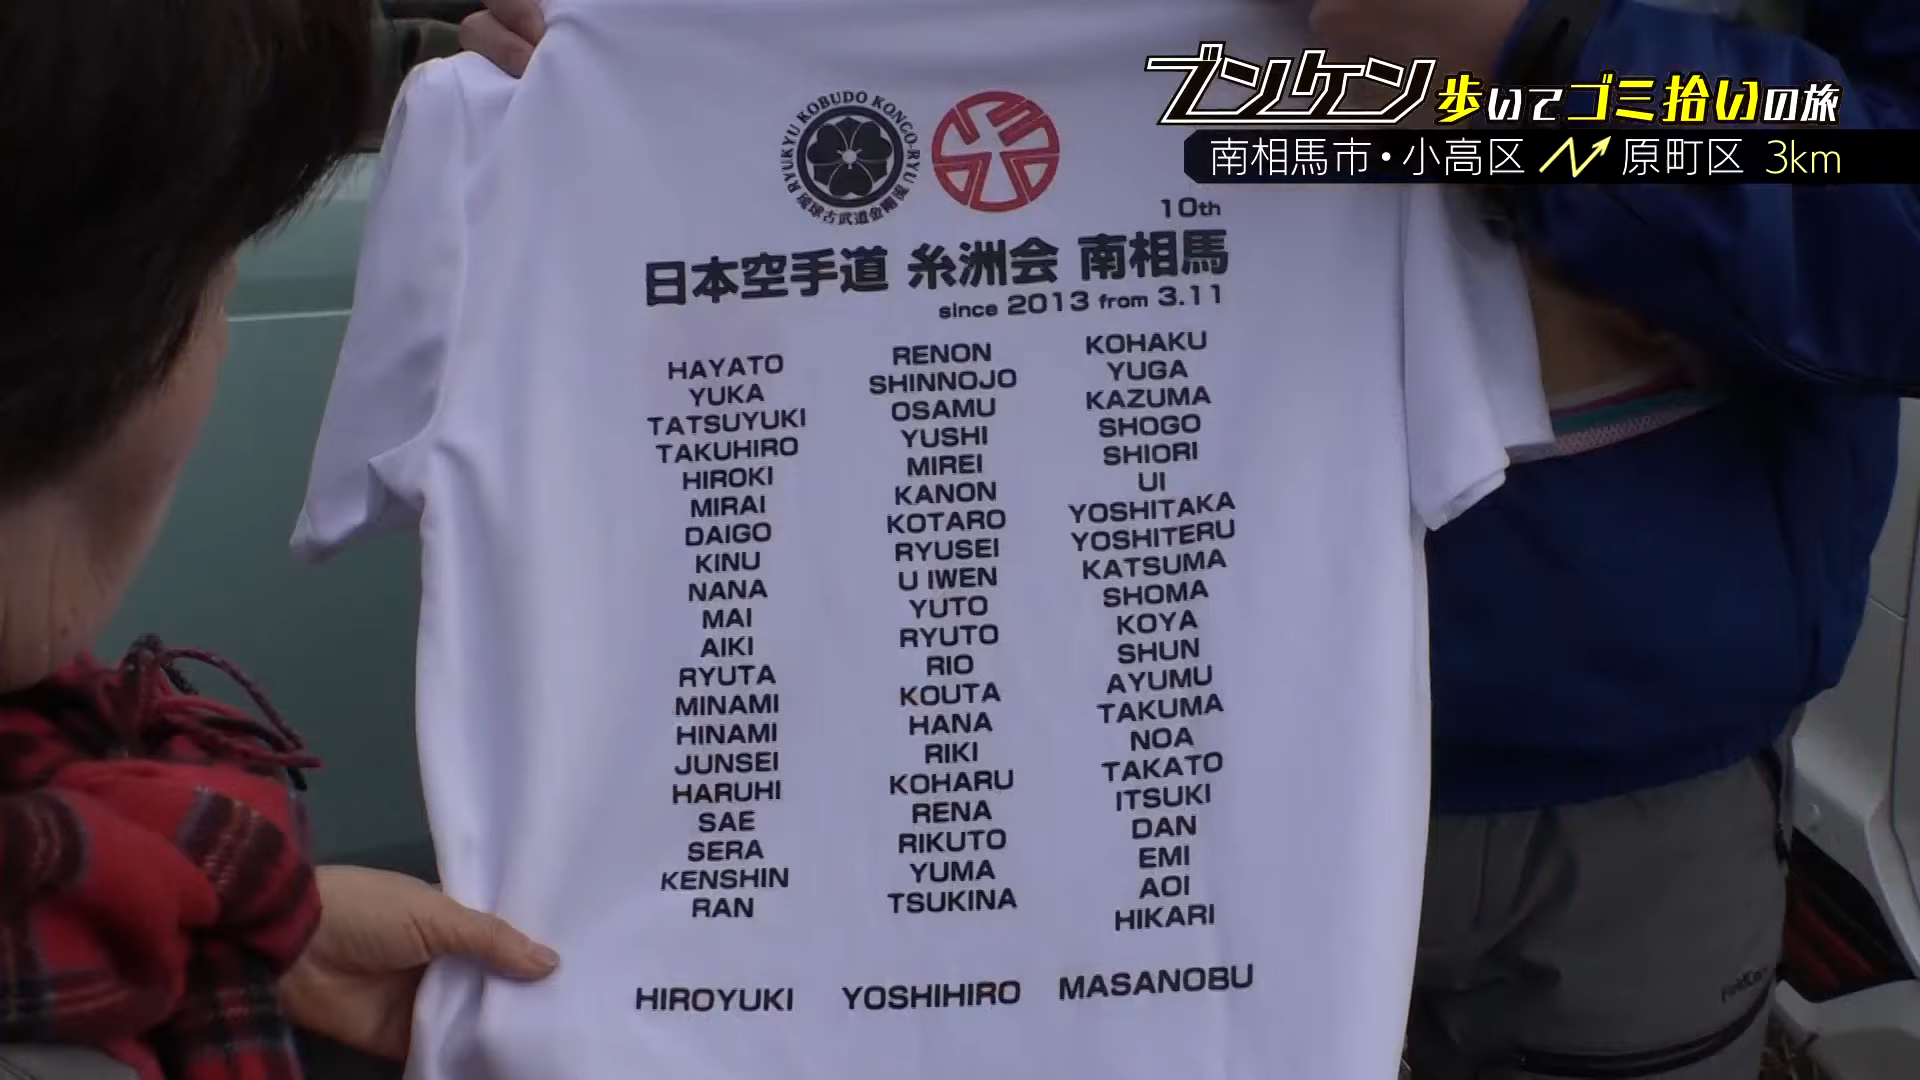 ブンケン歩いてゴミ拾いの旅
南相馬市・小高区 原町区 3km
RYUKYU KOBUDO KONGO-RYU
琉球古武道金剛流
10th
日本空手道 糸洲会 南相馬
since 2013 from 3.11
HAYATO
YUKA
TATSUYUKI
TAKUHIRO
HIROKI
MIRAI
DAIGO
KINU
NANA
MAI
AIKI
RYUTA
MINAMI
HINAMI
JUNSEI
HARUHI
SAE
SERA
KENSHIN
RAN
RENON
SHINNOJO
OSAMU
YUSHI
MIREI
KANON
KOTARO
RYUSEI
U IWEN
YUTO
RYUTO
RIO
KOUTA
HANA
RIKI
KOHARU
RENA
RIKUTO
YUMA
TSUKINA
KOHAKU
YUGA
KAZUMA
SHOGO
SHIORI
UI
YOSHITAKA
YOSHITERU
KATSUMA
SHOMA
KOYA
SHUN
AYUMU
TAKUMA
NOA
TAKATO
ITSUKI
DAN
EMI
AOI
HIKARI
HIROYUKI YOSHIHIRO MASANOBU